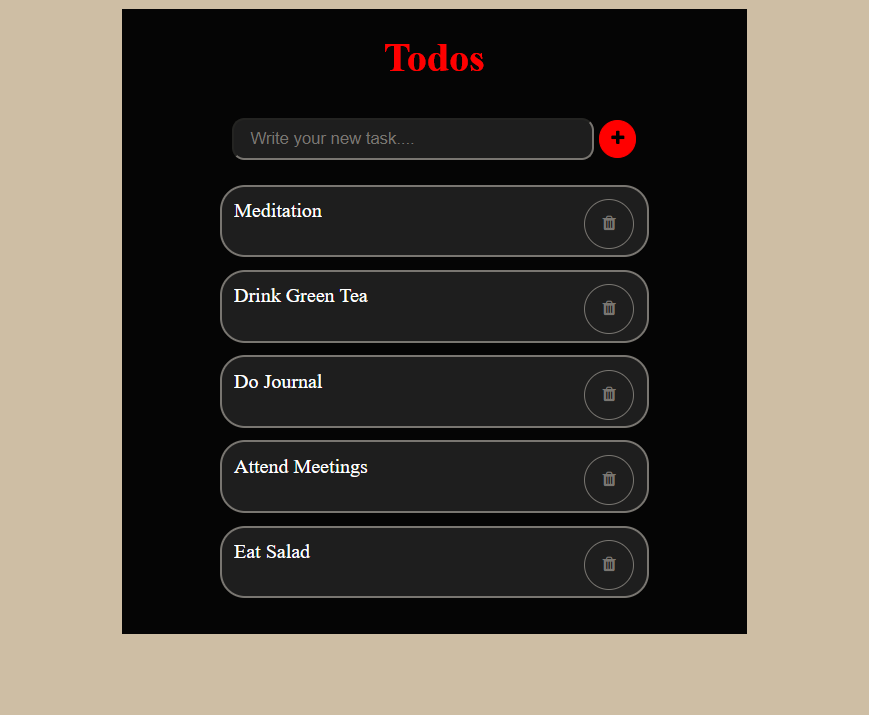 Todos
Write your new task....
+
Meditation
Drink Green Tea
Do Journal
Attend Meetings
Eat Salad